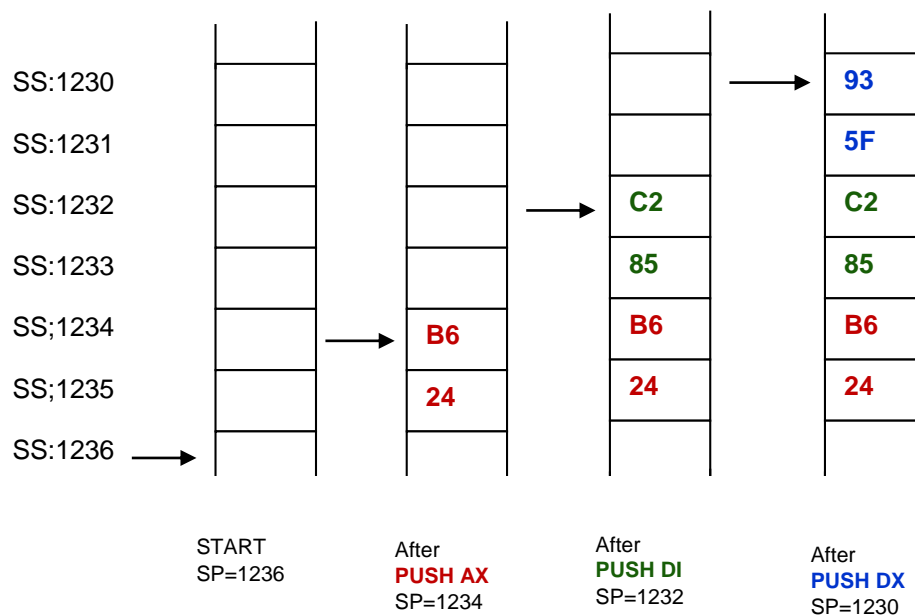 SS:1230
93
SS:1231
5F
SS:1232
C2
C2
SS:1233
85
85
SS;1234
B6
B6
B6
SS;1235
24
24
24
SS:1236
START
SP=1236
After
PUSH AX
SP=1234
After
PUSH DI
SP=1232
After
PUSH DX
SP=1230